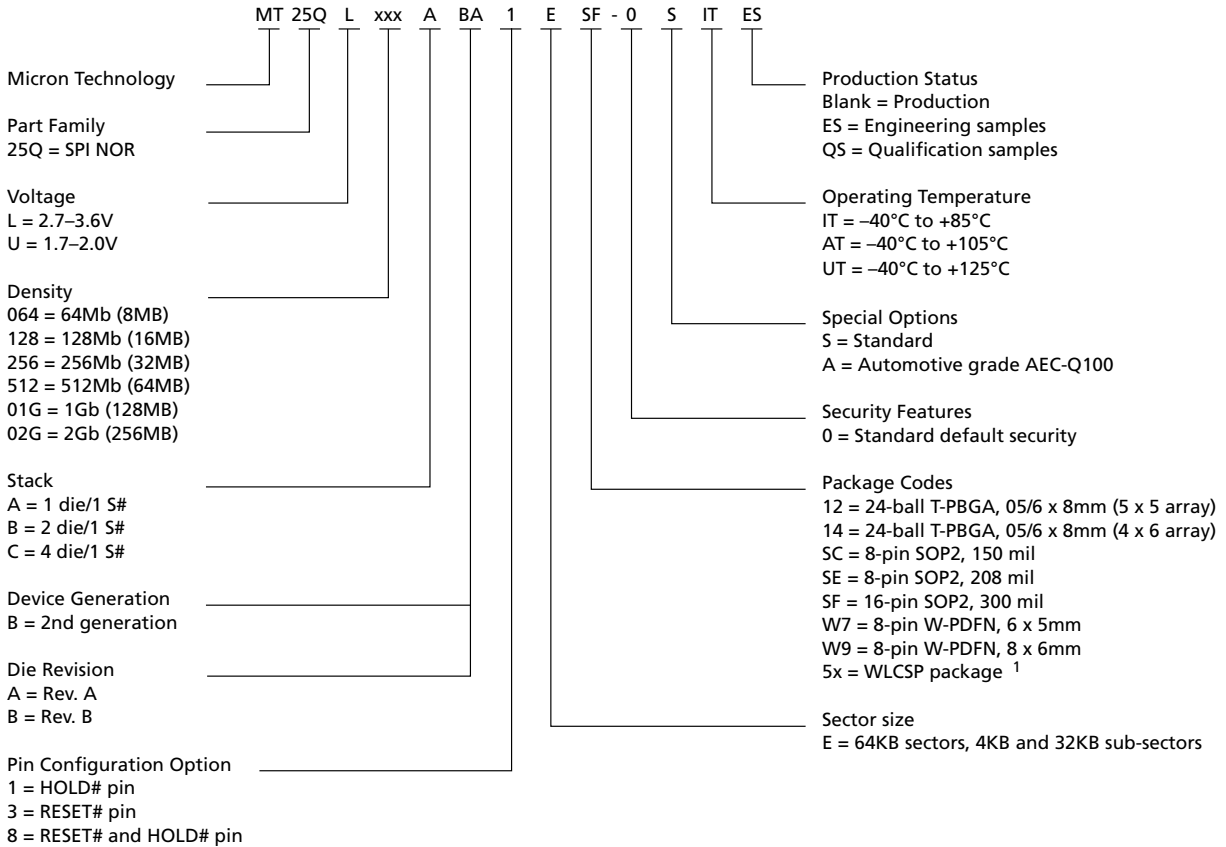 MT 25Q L xxx A BA 1 E SF - 0 S IT ES
Micron Technology
Part Family
25Q = SPI NOR
Voltage
L = 2.7–3.6V
U = 1.7–2.0V
Density
064 = 64Mb (8MB)
128 = 128Mb (16MB)
256 = 256Mb (32MB)
512 = 512Mb (64MB)
01G = 1Gb (128MB)
02G = 2Gb (256MB)
Stack
A = 1 die/1 S#
B = 2 die/1 S#
C = 4 die/1 S#
Device Generation
B = 2nd generation
Die Revision
A = Rev. A
B = Rev. B
Pin Configuration Option
1 = HOLD# pin
3 = RESET# pin
8 = RESET# and HOLD# pin
Production Status
Blank = Production
ES = Engineering samples
QS = Qualification samples
Operating Temperature
IT = –40°C to +85°C
AT = –40°C to +105°C
UT = –40°C to +125°C
Special Options
S = Standard
A = Automotive grade AEC-Q100
Security Features
0 = Standard default security
Package Codes
12 = 24-ball T-PBGA, 05/6 x 8mm (5 x 5 array)
14 = 24-ball T-PBGA, 05/6 x 8mm (4 x 6 array)
SC = 8-pin SOP2, 150 mil
SE = 8-pin SOP2, 208 mil
SF = 16-pin SOP2, 300 mil
W7 = 8-pin W-PDFN, 6 x 5mm
W9 = 8-pin W-PDFN, 8 x 6mm
5x = WLCSP package 1
Sector size
E = 64KB sectors, 4KB and 32KB sub-sectors